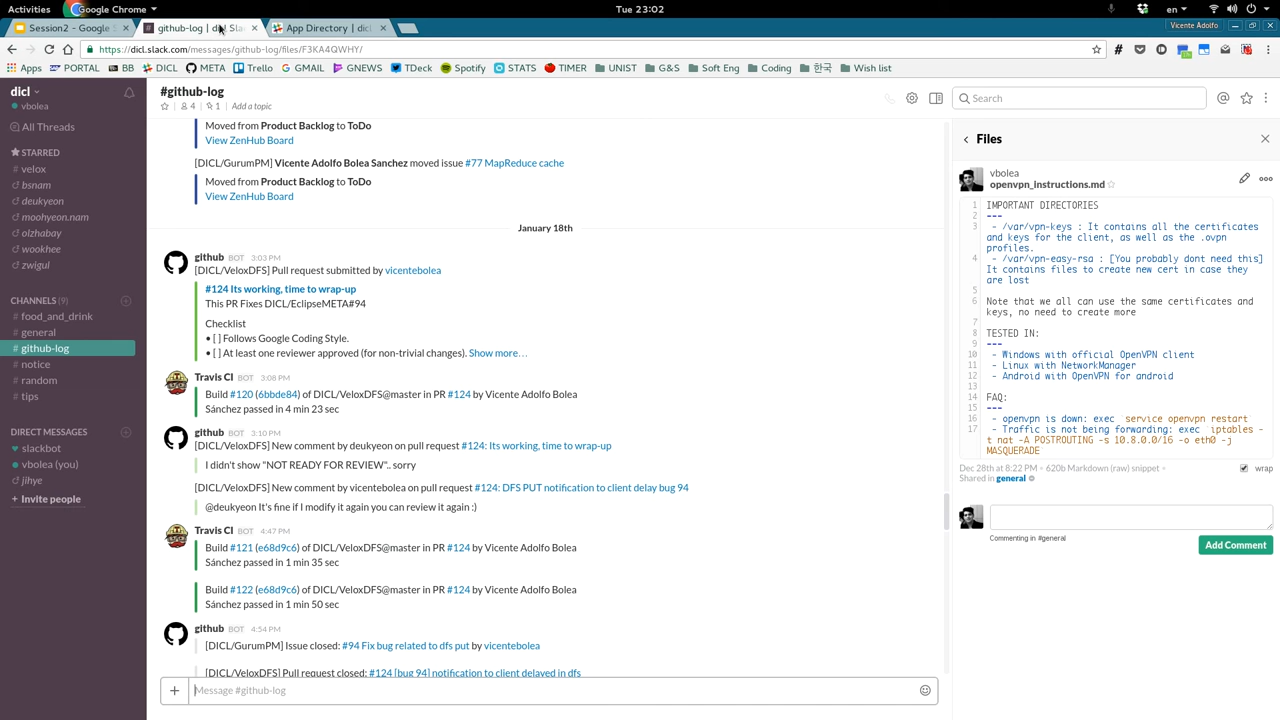 Activities
Google Chrome
Tue 23:02
en
Session2 - Google S
github-log | dicl Sla
App Directory | dicl
Vicente Adolfo
https://dicl.slack.com/messages/github-log/files/F3KA4QWHY/
Apps
PORTAL
BB
DICL
META
Trello
GMAIL
GNEWS
TDeck
Spotify
STATS
TIMER
UNIST
G&S
Soft Eng
Coding
한국
Wish list
dicl
vbolea
All Threads
STARRED
# velox
bsnam
deukyeon
moohyeon.nam
olzhabay
wookhee
zwigul
CHANNELS (9)
# food_and_drink
# general
# github-log
# notice
# random
# tips
DIRECT MESSAGES
slackbot
vbolea (you)
jihye
+ Invite people
#github-log
4
1
Add a topic
Search
Moved from Product Backlog to ToDo
View ZenHub Board
[DICL/GurumPM] Vicente Adolfo Bolea Sanchez moved issue #77 MapReduce cache
Moved from Product Backlog to ToDo
View ZenHub Board
January 18th
github BOT 3:03 PM
[DICL/VeloxDFS] Pull request submitted by vicentebolea
#124 Its working, time to wrap-up
This PR Fixes DICL/EclipseMETA#94
Checklist
• [ ] Follows Google Coding Style.
• [ ] At least one reviewer approved (for non-trivial changes). Show more…
Travis CI BOT 3:08 PM
Build #120 (6bbde84) of DICL/VeloxDFS@master in PR #124 by Vicente Adolfo Bolea
Sánchez passed in 4 min 23 sec
github BOT 3:10 PM
[DICL/VeloxDFS] New comment by deukyeon on pull request #124: Its working, time to wrap-up
I didn't show "NOT READY FOR REVIEW".. sorry
[DICL/VeloxDFS] New comment by vicentebolea on pull request #124: DFS PUT notification to client delay bug 94
@deukyeon It's fine if I modify it again you can review it again :)
Travis CI BOT 4:47 PM
Build #121 (e68d9c6) of DICL/VeloxDFS@master in PR #124 by Vicente Adolfo Bolea
Sánchez passed in 1 min 35 sec
Build #122 (e68d9c6) of DICL/VeloxDFS@master in PR #124 by Vicente Adolfo Bolea
Sánchez passed in 1 min 50 sec
github BOT 4:54 PM
[DICL/GurumPM] Issue closed: #94 Fix bug related to dfs put by vicentebolea
[DICL/VeloxDFS] Pull request closed: #124 [bug 94] notification to client delayed in dfs
Message #github-log
Files
vbolea
openvpn_instructions.md
1 IMPORTANT DIRECTORIES
2 ---
3 - /var/vpn-keys : It contains all the certificates
and keys for the client, as well as the .ovpn
profiles.
4 - /var/vpn-easy-rsa : [You probably dont need this]
It contains files to create new cert in case they
are lost
5
6 Note that we all can use the same certificates and
keys, no need to create more
7
8 TESTED IN:
9 ---
10 - Windows with official OpenVPN client
11 - Linux with NetworkManager
12 - Android with OpenVPN for android
13
14 FAQ:
15 ---
16 - openvpn is down: exec `service openvpn restart`
17 - Traffic is not being forwarding: exec `iptables -
t nat -A POSTROUTING -s 10.8.0.0/16 -o eth0 -j
MASQUERADE`
Dec 28th at 8:22 PM • 620b Markdown (raw) snippet •
wrap
Shared in general
Commenting in #general
Add Comment